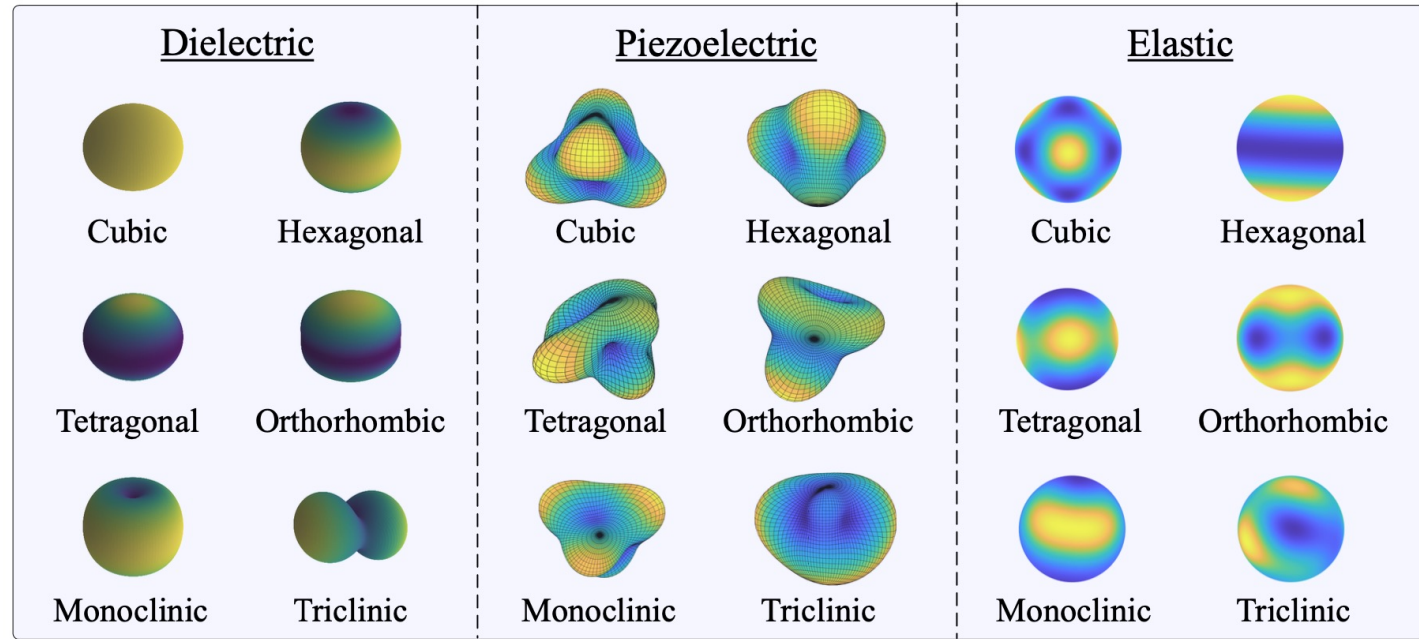 Dielectric
Cubic
Hexagonal
Tetragonal
Orthorhombic
Monoclinic
Triclinic
Piezoelectric
Cubic
Hexagonal
Tetragonal
Orthorhombic
Monoclinic
Triclinic
Elastic
Cubic
Hexagonal
Tetragonal
Orthorhombic
Monoclinic
Triclinic